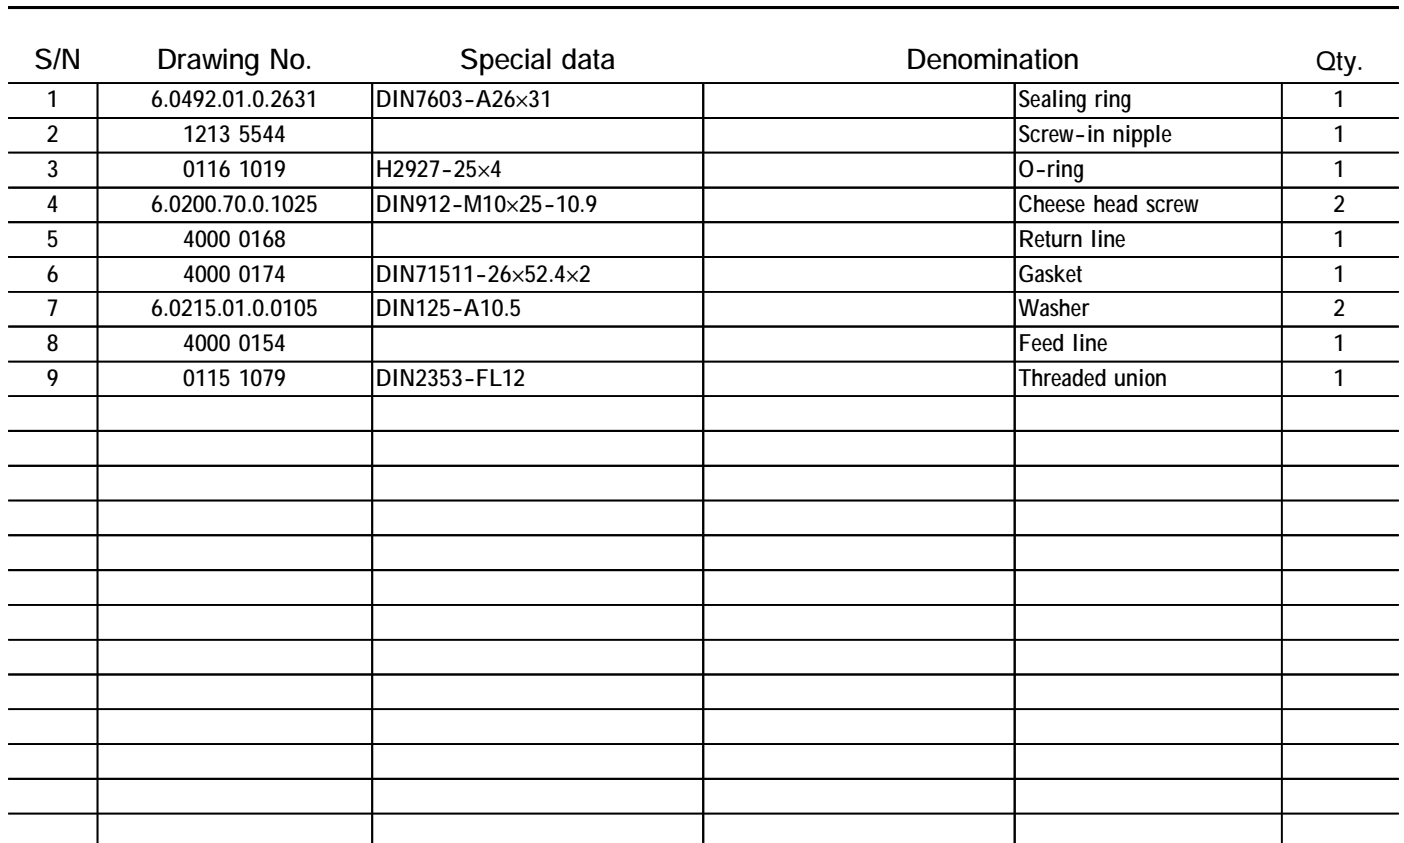 S/N Drawing No. Special data Denomination Qty.
1 6.0492.01.0.2631 DIN7603-A26×31 Sealing ring 1
2 1213 5544 Screw-in nipple 1
3 0116 1019 H2927-25×4 O-ring 1
4 6.0200.70.0.1025 DIN912-M10×25-10.9 Cheese head screw 2
5 4000 0168 Return line 1
6 4000 0174 DIN71511-26×52.4×2 Gasket 1
7 6.0215.01.0.0105 DIN125-A10.5 Washer 2
8 4000 0154 Feed line 1
9 0115 1079 DIN2353-FL12 Threaded union 1